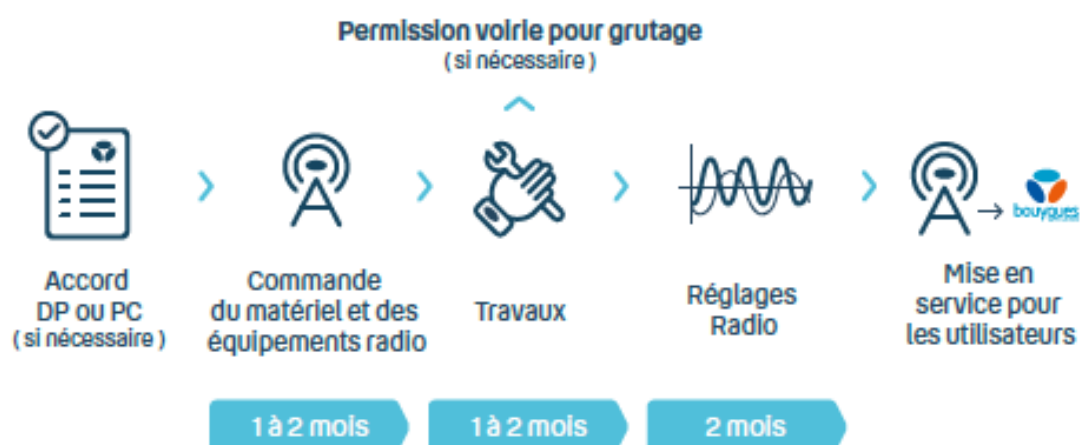 Permission voirie pour grutage
( si nécessaire )
Accord
DP ou PC
( si nécessaire )
Commande
du matériel et des
équipements radio
Travaux
Réglages
Radio
bouygues
Mise en
service pour
les utilisateurs
1 à 2 mois
1 à 2 mois
2 mois